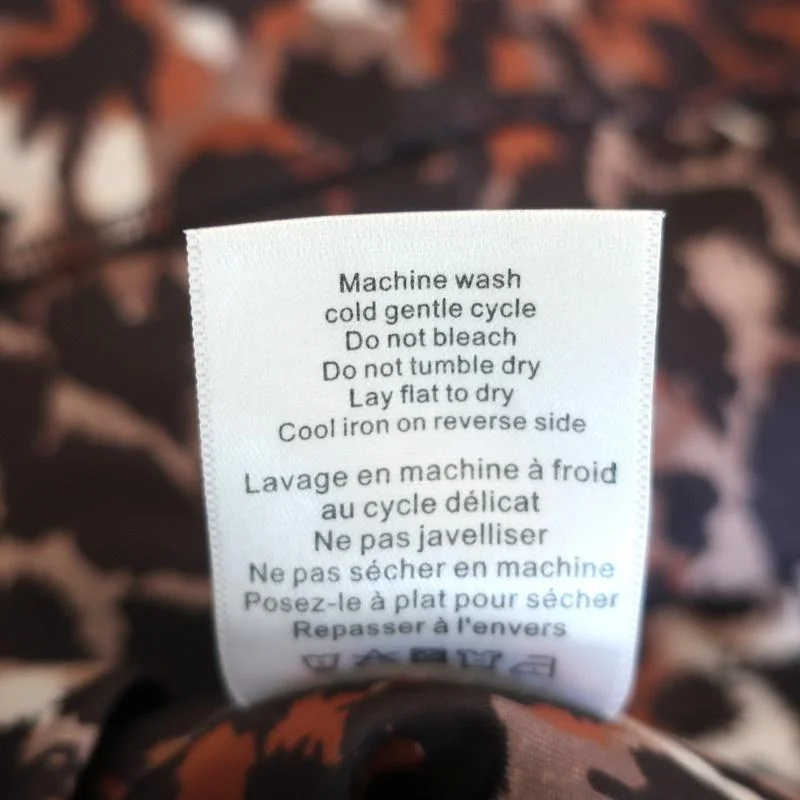 Machine wash
cold gentle cycle
Do not bleach
Do not tumble dry
Lay flat to dry
Cool iron on reverse side
Lavage en machine à froid
au cycle délicat
Ne pas javelliser
Ne pas sécher en machine
Posez-le à plat pour sécher
Repasser à l'envers